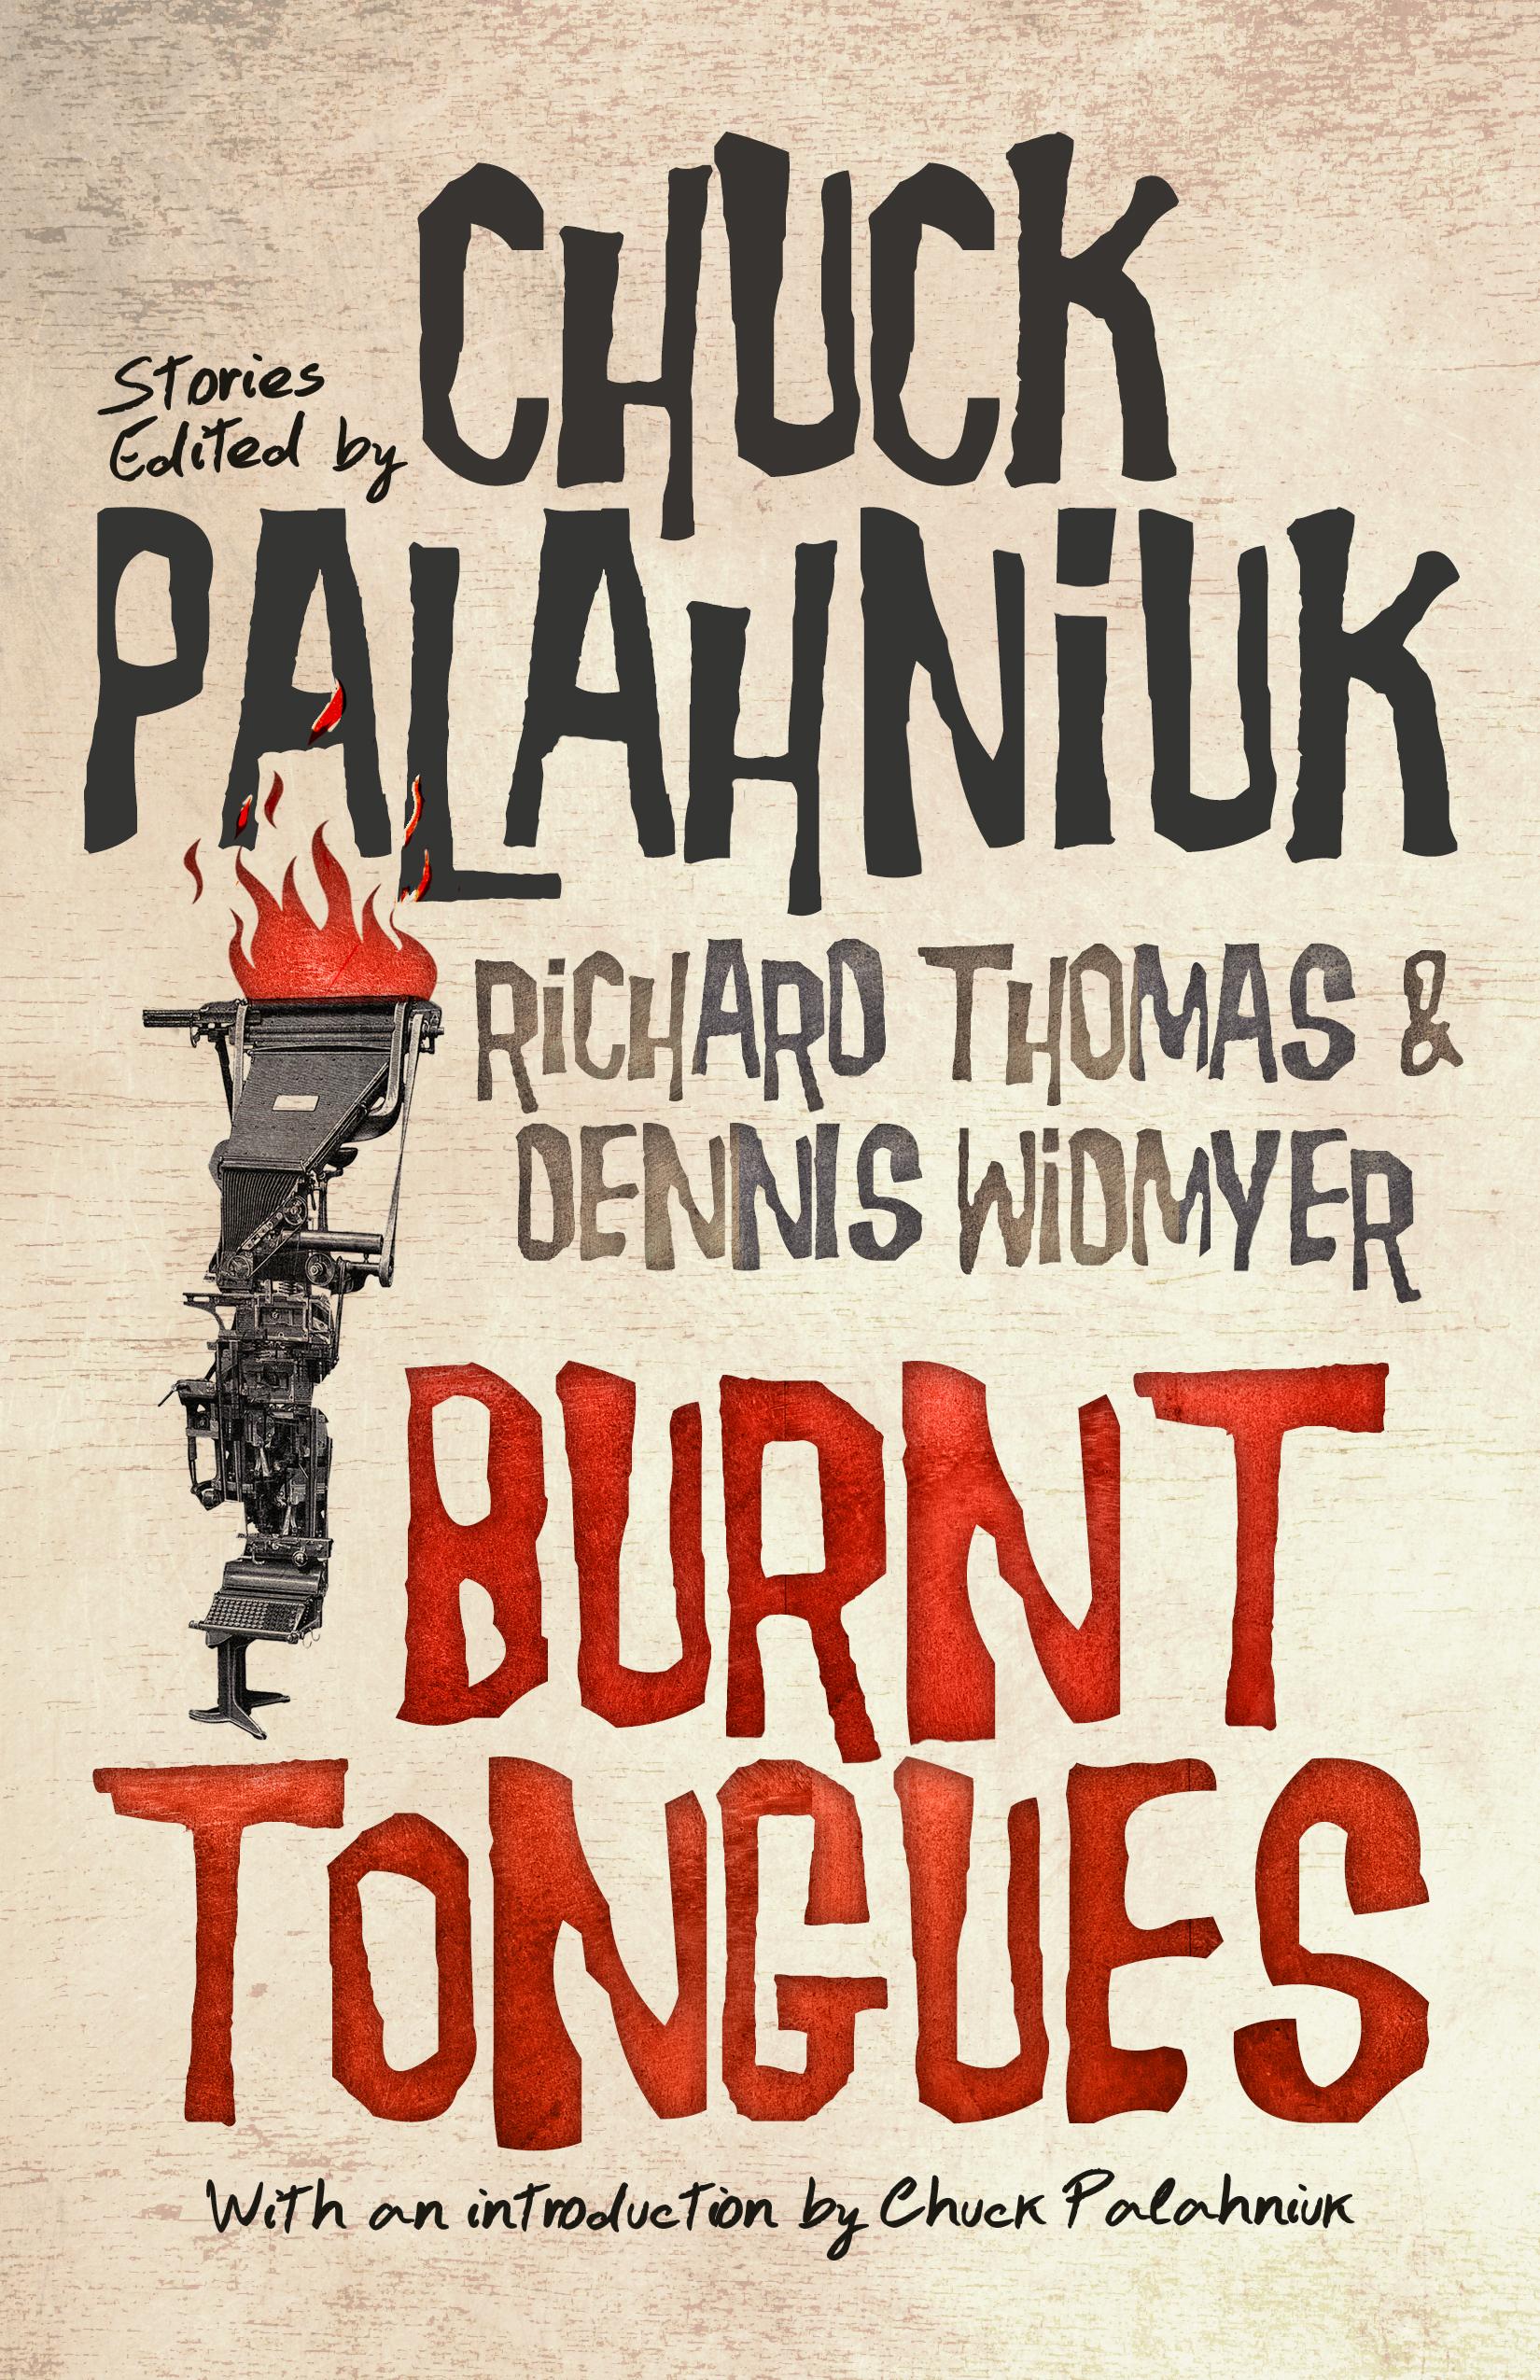 CHUCK
Stories
Edited by
PALAHNiUK
RiCHARD THOMAS &
DENNIS WiDMYER
BURNT
TONGUES
With an introduction by Chuck Palahniuk